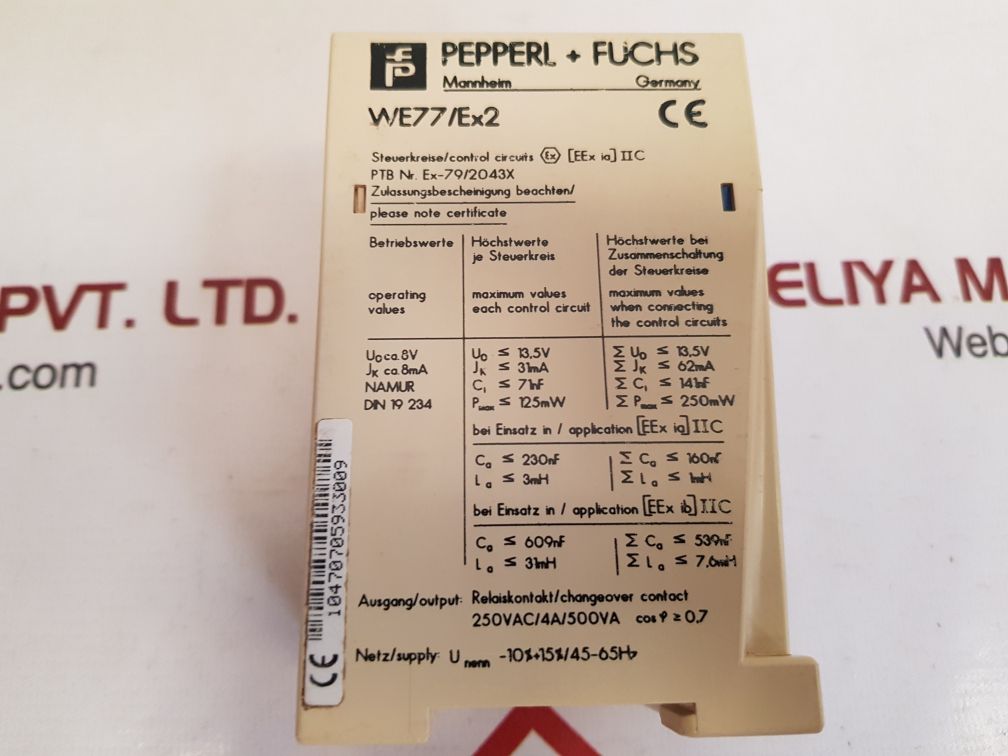 PEPPERL + FUCHS
Mannheim Germany
WE77/Ex2 CE
Steuerkreise/control circuits Ex [EEx ia] IIC
PTB Nr. Ex-79/2043X
Zulassungsbescheinigung beachten/
please note certificate
Betriebswerte
operating
values
Höchstwerte
je Steuerkreis
maximum values
each control circuit
Höchstwerte bei
Zusammenschaltung
der Steuerkreise
maximum values
when connecting
the control circuits
Uo ca. 8V
JK ca. 8mA
NAMUR
DIN 19 234
Uo ≤ 13,5V ∑ Uo ≤ 13,5V
JK ≤ 31mA ∑ JK ≤ 62mA
Ci ≤ 71nF ∑ Ci ≤ 141nF
Pmax ≤ 125mW ∑ Pmax ≤ 250mW
bei Einsatz in / application [EEx ia] IIC
Ca ≤ 230nF ∑ Ca ≤ 160nF
La ≤ 3mH ∑ La ≤ 1mH
bei Einsatz in / application [EEx ib] IIC
Ca ≤ 609nF ∑ Ca ≤ 539nF
La ≤ 31mH ∑ La ≤ 7,6mH
Ausgang/output: Relaiskontakt/changeover contact
250VAC/4A/500VA cos φ ≥ 0,7
Netz/supply: U nenn -10%+15%/45-65Hz
10470705933009
CE
PVT. LTD.
.com
ELIYA M
Web